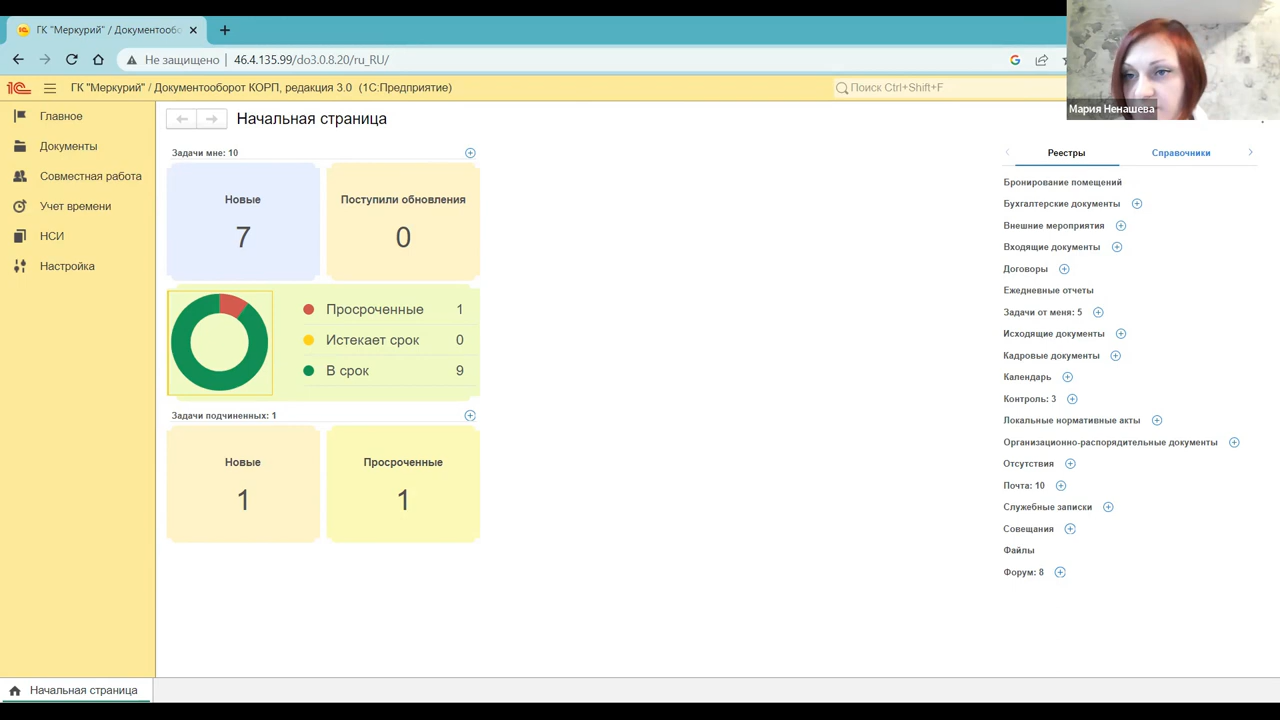 ГК "Меркурий" / Документообо
Не защищено
46.4.135.99/do3.0.8.20/ru_RU/
Мария Ненашева
1С
ГК "Меркурий" / Документооборот КОРП, редакция 3.0 (1С:Предприятие)
Поиск Ctrl+Shift+F
Главное
Документы
Совместная работа
Учет времени
НСИ
Настройка
Начальная страница
Задачи мне: 10
Новые
7
Поступили обновления
0
Просроченные 1
Истекает срок 0
В срок 9
Задачи подчиненных: 1
Новые
1
Просроченные
1
Реестры
Справочники
Бронирование помещений
Бухгалтерские документы
Внешние мероприятия
Входящие документы
Договоры
Ежедневные отчеты
Задачи от меня: 5
Исходящие документы
Кадровые документы
Календарь
Контроль: 3
Локальные нормативные акты
Организационно-распорядительные документы
Отсутствия
Почта: 10
Служебные записки
Совещания
Файлы
Форум: 8
Начальная страница